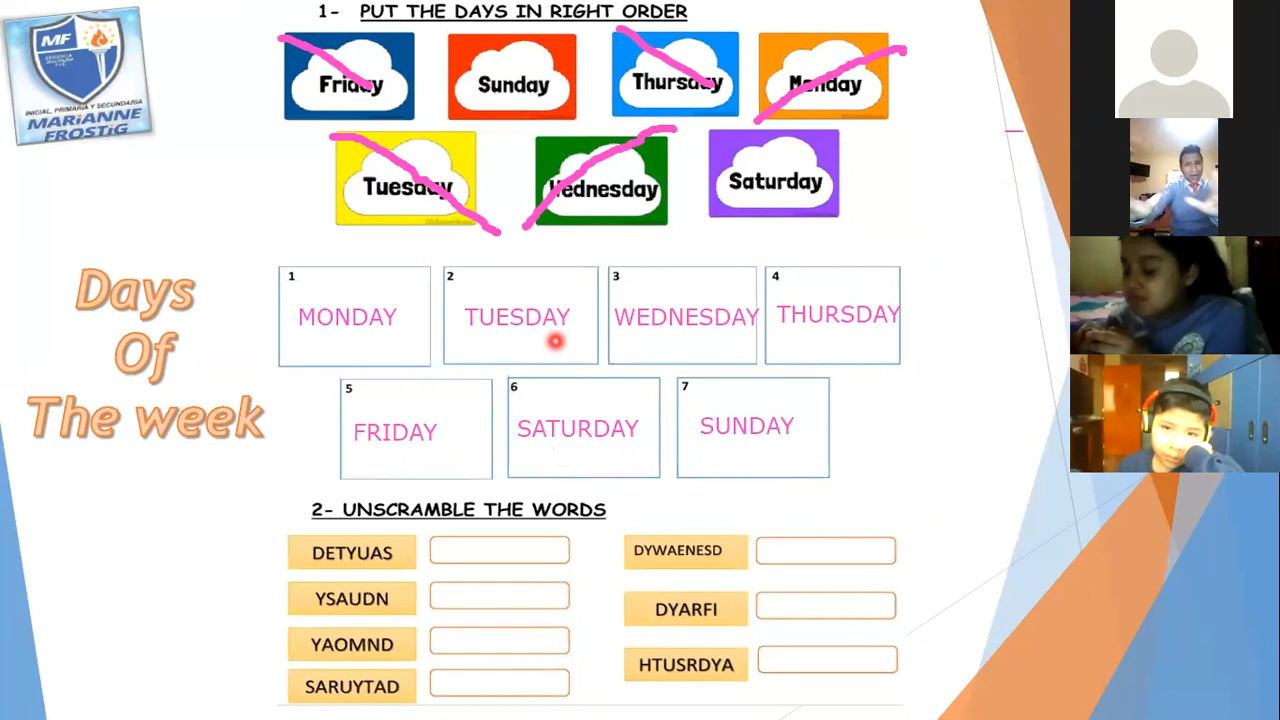 1- PUT THE DAYS IN RIGHT ORDER
MF
INICIAL, PRIMARIA Y SECUNDARIA
MARiANNE
FROSTiG
Friday
Sunday
Thursday
Monday
Tuesday
Wednesday
Saturday
Days
Of
The week
1
MONDAY
2
TUESDAY
3
WEDNESDAY
4
THURSDAY
5
FRIDAY
6
SATURDAY
7
SUNDAY
2- UNSCRAMBLE THE WORDS
DETYUAS
YSAUDN
YAOMND
SARUYTAD
DYWAENESD
DYARFI
HTUSRDYA